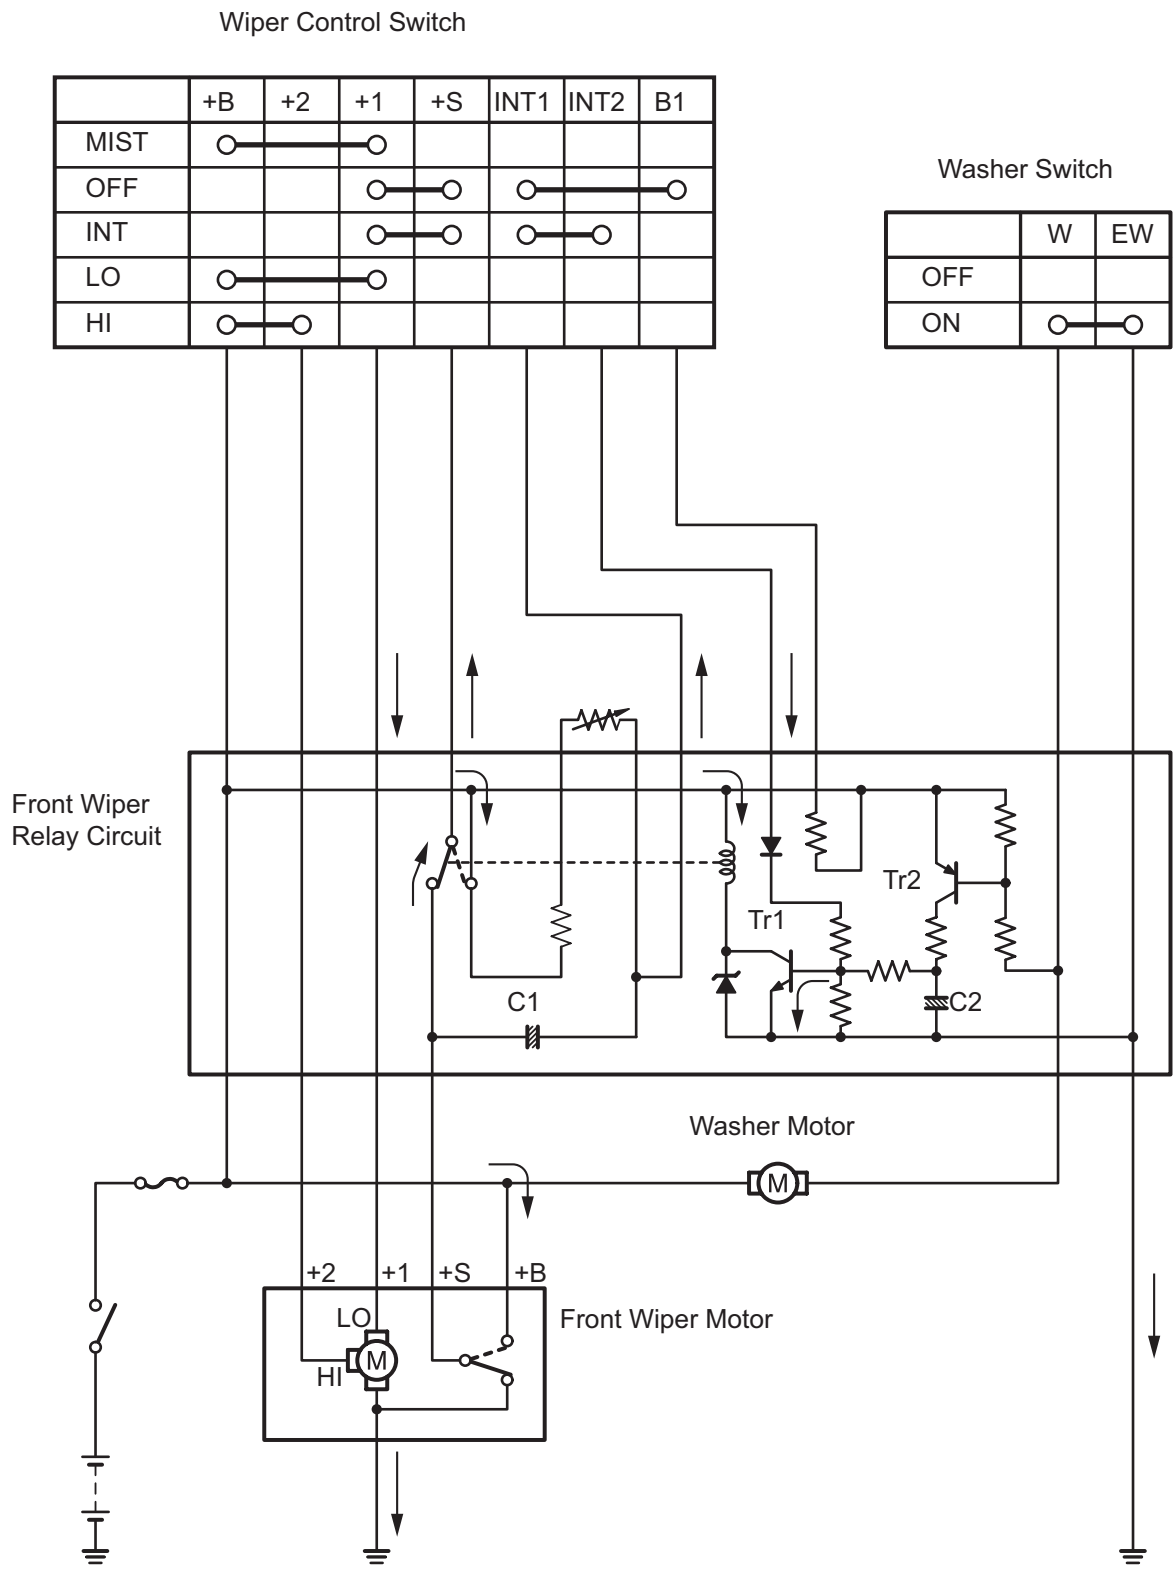 Wiper Control Switch
+B +2 +1 +S INT1 INT2 B1
MIST
OFF
INT
LO
HI
Washer Switch
W EW
OFF
ON
Front Wiper
Relay Circuit
Tr2
Tr1
C1
C2
Washer Motor
M
+2 +1 +S +B
Front Wiper Motor
LO
M
HI